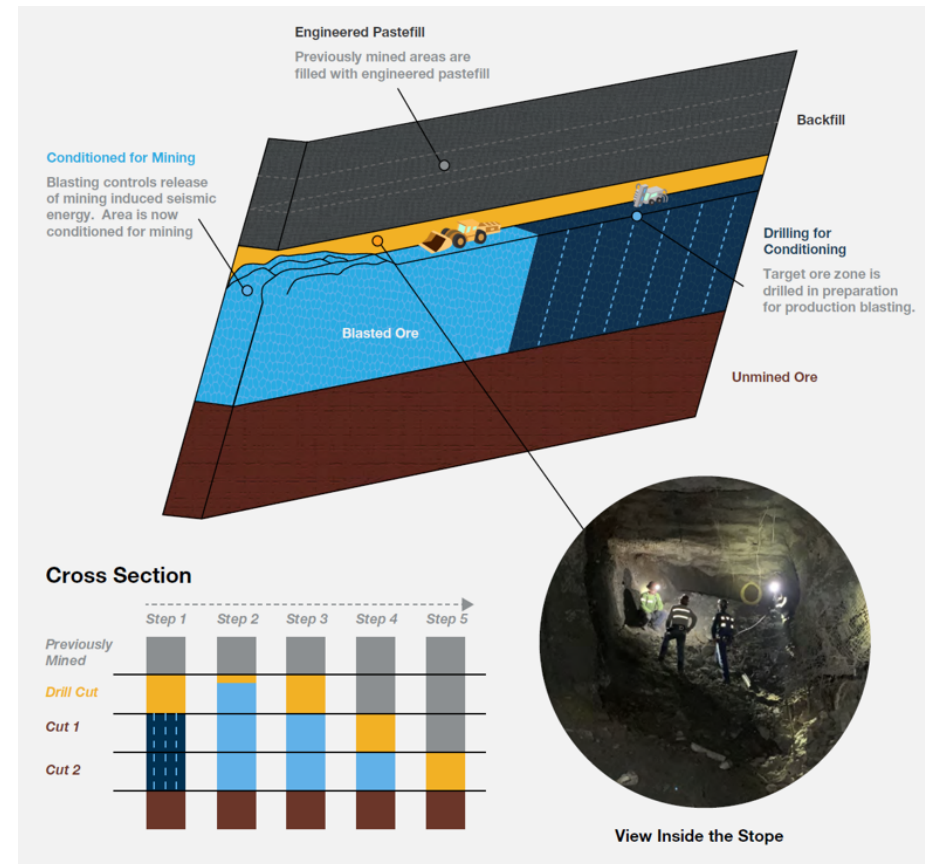 Engineered Pastefill
Previously mined areas are
filled with engineered pastefill
Backfill
Conditioned for Mining
Blasting controls release
of mining induced seismic
energy. Area is now
conditioned for mining
Drilling for
Conditioning
Target ore zone is
drilled in preparation
for production blasting.
Blasted Ore
Unmined Ore
Cross Section
Step 1 Step 2 Step 3 Step 4 Step 5
Previously
Mined
Drill Cut
Cut 1
Cut 2
View Inside the Stope